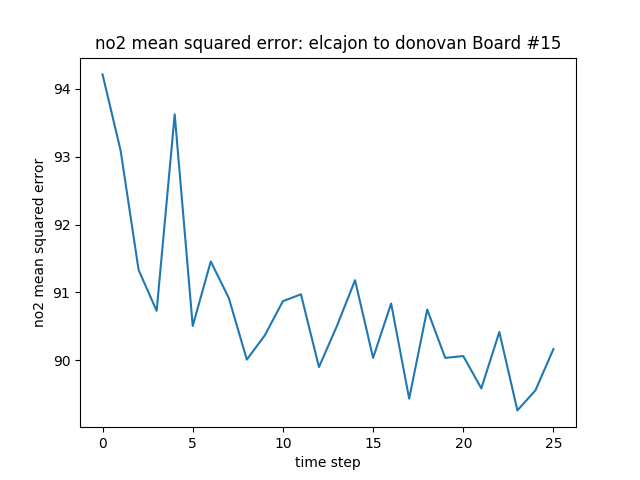 no2 mean squared error: elcajon to donovan Board #15
no2 mean squared error
94
93
92
91
90
0 5 10 15 20 25
time step